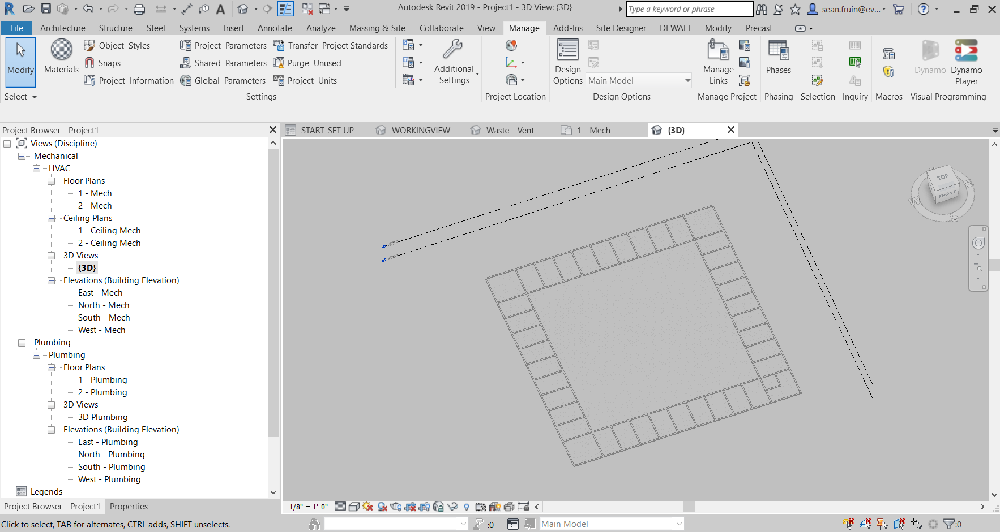 Autodesk Revit 2019 - Project1 - 3D View: {3D}
Type a keyword or phrase
sean.fruin@ev...
File Architecture Structure Steel Systems Insert Annotate Analyze Massing & Site Collaborate View Manage Add-Ins Site Designer DEWALT Modify Precast
Modify
Materials
Object Styles
Snaps
Project Information
Project Parameters
Shared Parameters
Global Parameters
Transfer Project Standards
Purge Unused
Project Units
Additional
Settings
Design
Options
Main Model
Manage
Links
Phases
Dynamo
Dynamo
Player
Select
Settings
Project Location
Design Options
Manage Project
Phasing
Selection
Inquiry
Macros
Visual Programming
Project Browser - Project1
START-SET UP
WORKINGVIEW
Waste - Vent
1 - Mech
{3D}
Views (Discipline)
Mechanical
HVAC
Floor Plans
1 - Mech
2 - Mech
Ceiling Plans
1 - Ceiling Mech
2 - Ceiling Mech
3D Views
{3D}
Elevations (Building Elevation)
East - Mech
North - Mech
South - Mech
West - Mech
Plumbing
Plumbing
Floor Plans
1 - Plumbing
2 - Plumbing
3D Views
3D Plumbing
Elevations (Building Elevation)
East - Plumbing
North - Plumbing
South - Plumbing
West - Plumbing
Legends
TOP
FRONT
W
S
E
Project Browser - Project1
Properties
1/8" = 1'-0"
Click to select, TAB for alternates, CTRL adds, SHIFT unselects.
:0
Main Model
:0